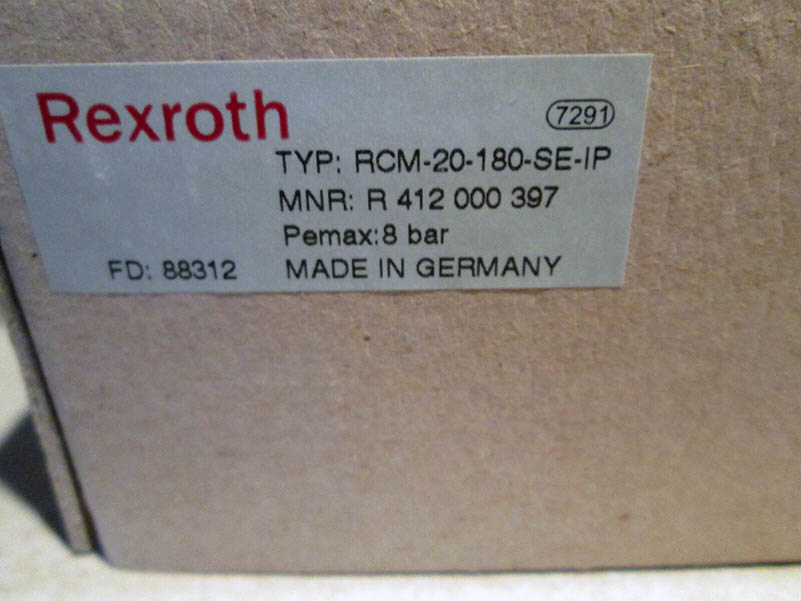 Rexroth
7291
TYP: RCM-20-180-SE-IP
MNR: R 412 000 397
Pemax:8 bar
FD: 88312 MADE IN GERMANY